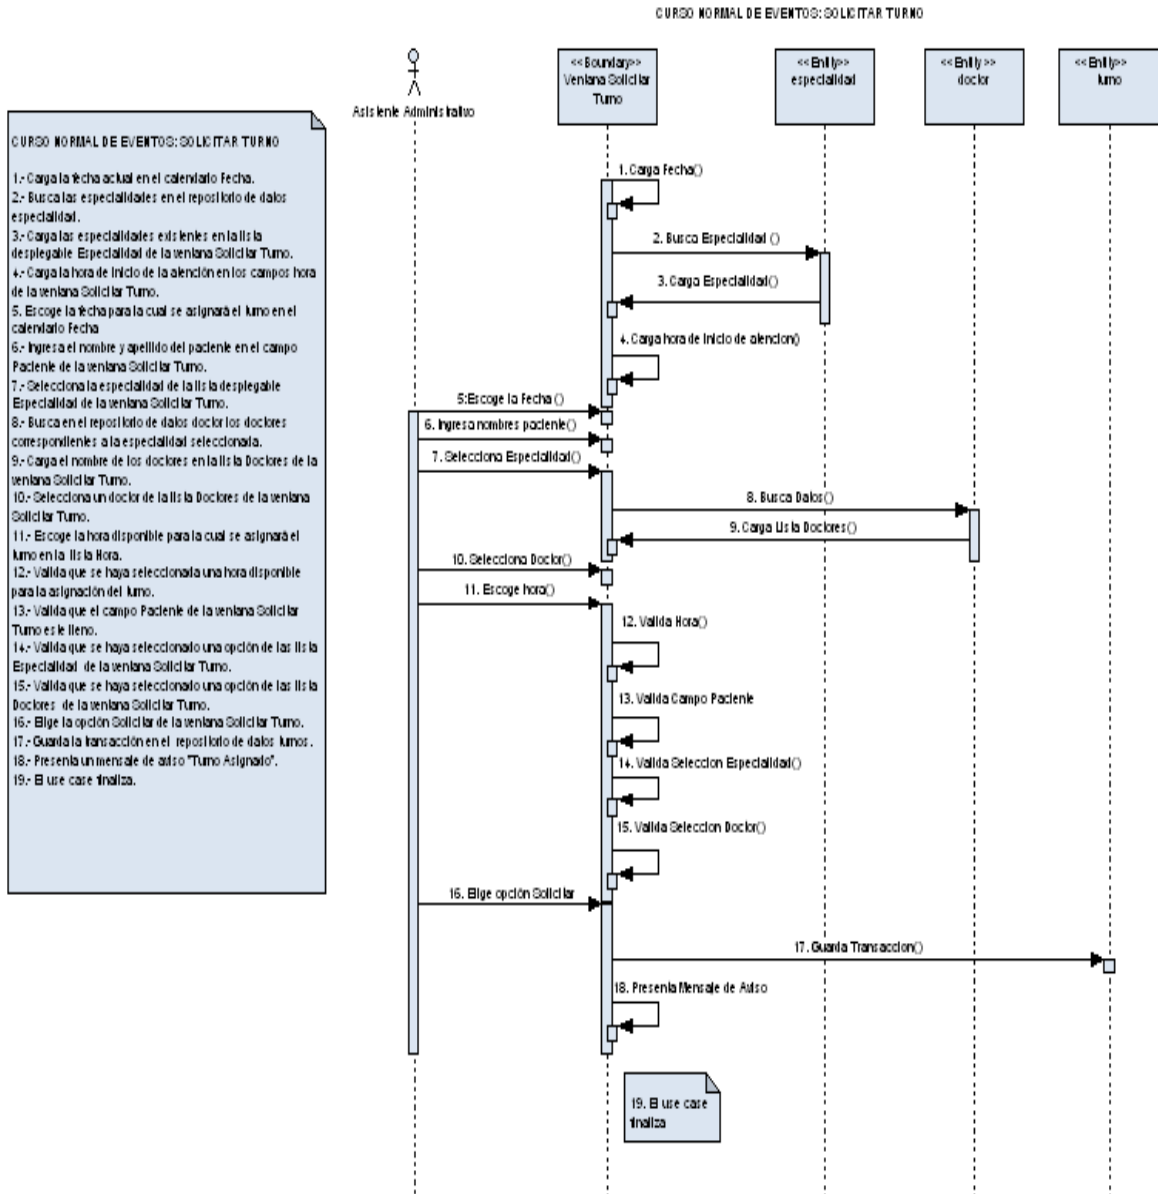 CURSO NORMAL DE EVENTOS: SOLICITAR TURNO
Asistente Administrativo
<<Boundary>>
Ventana Solicitar
Turno
<<Entity>>
especialidad
<<Entity>>
doctor
<<Entity>>
turno
CURSO NORMAL DE EVENTOS: SOLICITAR TURNO
1.- Carga la fecha actual en el calendario Fecha.
2.- Busca las especialidades en el repositorio de datos
especialidad.
3.- Carga las especialidades existentes en la lista
desplegable Especialidad de la ventana Solicitar Turno.
4.- Carga la hora de inicio de la atención en los campos hora
de la ventana Solicitar Turno.
5. Escoge la fecha para la cual se asignará el turno en el
calendario Fecha
6.- Ingresa el nombre y apellido del paciente en el campo
Paciente de la ventana Solicitar Turno.
7.- Selecciona la especialidad de la lista desplegable
Especialidad de la ventana Solicitar Turno.
8.- Busca en el repositorio de datos doctor los doctores
correspondientes a la especialidad seleccionada.
9.- Carga el nombre de los doctores en la lista Doctores de la
ventana Solicitar Turno.
10.- Selecciona un doctor de la lista Doctores de la ventana
Solicitar Turno.
11.- Escoge la hora disponible para la cual se asignará el
turno en la lista Hora.
12.- Valida que se haya seleccionada una hora disponible
para la asignación del turno.
13.- Valida que el campo Paciente de la ventana Solicitar
Turno este lleno.
14.- Valida que se haya seleccionado una opción de las lista
Especialidad de la ventana Solicitar Turno.
15.- Valida que se haya seleccionado una opción de las lista
Doctores de la ventana Solicitar Turno.
16.- Elige la opción Solicitar de la ventana Solicitar Turno.
17.- Guarda la transacción en el repositorio de datos turnos.
18.- Presenta un mensaje de aviso "Turno Asignado".
19.- El use case finaliza.
1. Carga Fecha()
2. Busca Especialidad ()
3. Carga Especialidad()
4. Carga hora de inicio de atencion()
5:Escoge la Fecha ()
6. Ingresa nombres paciente()
7. Selecciona Especialidad()
8. Busca Datos()
9. Carga Lista Doctores()
10. Selecciona Doctor()
11. Escoge hora()
12. Valida Hora()
13. Valida Campo Paciente
14. Valida Seleccion Especialidad()
15. Valida Seleccion Doctor()
16. Elige opción Solicitar
17. Guarda Transaccion()
18. Presenta Mensaje de Aviso
19. El use case
finaliza